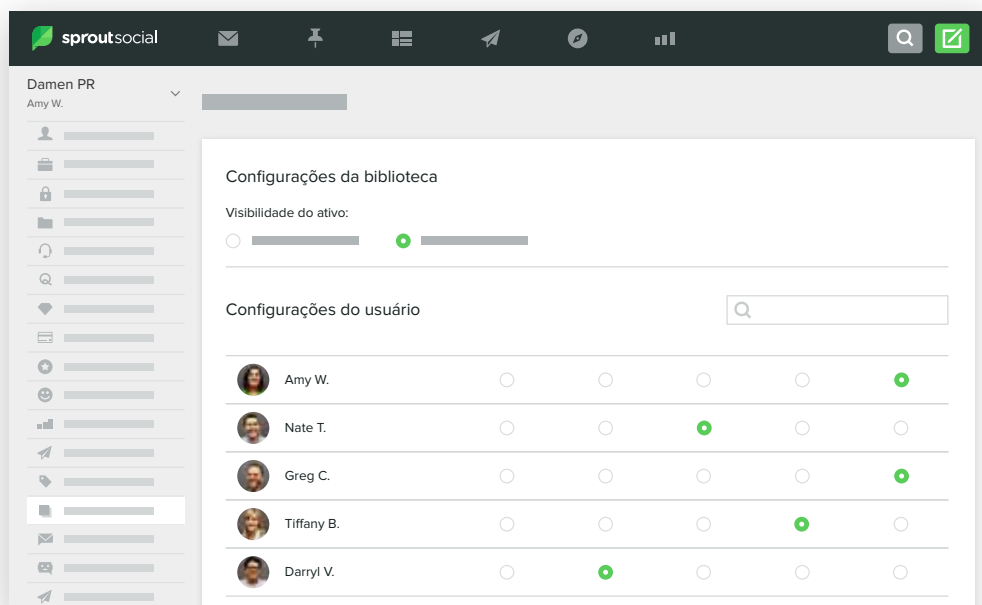 sproutsocial
Damen PR
Amy W.
Configurações da biblioteca
Visibilidade do ativo:
Configurações do usuário
Amy W.
Nate T.
Greg C.
Tiffany B.
Darryl V.